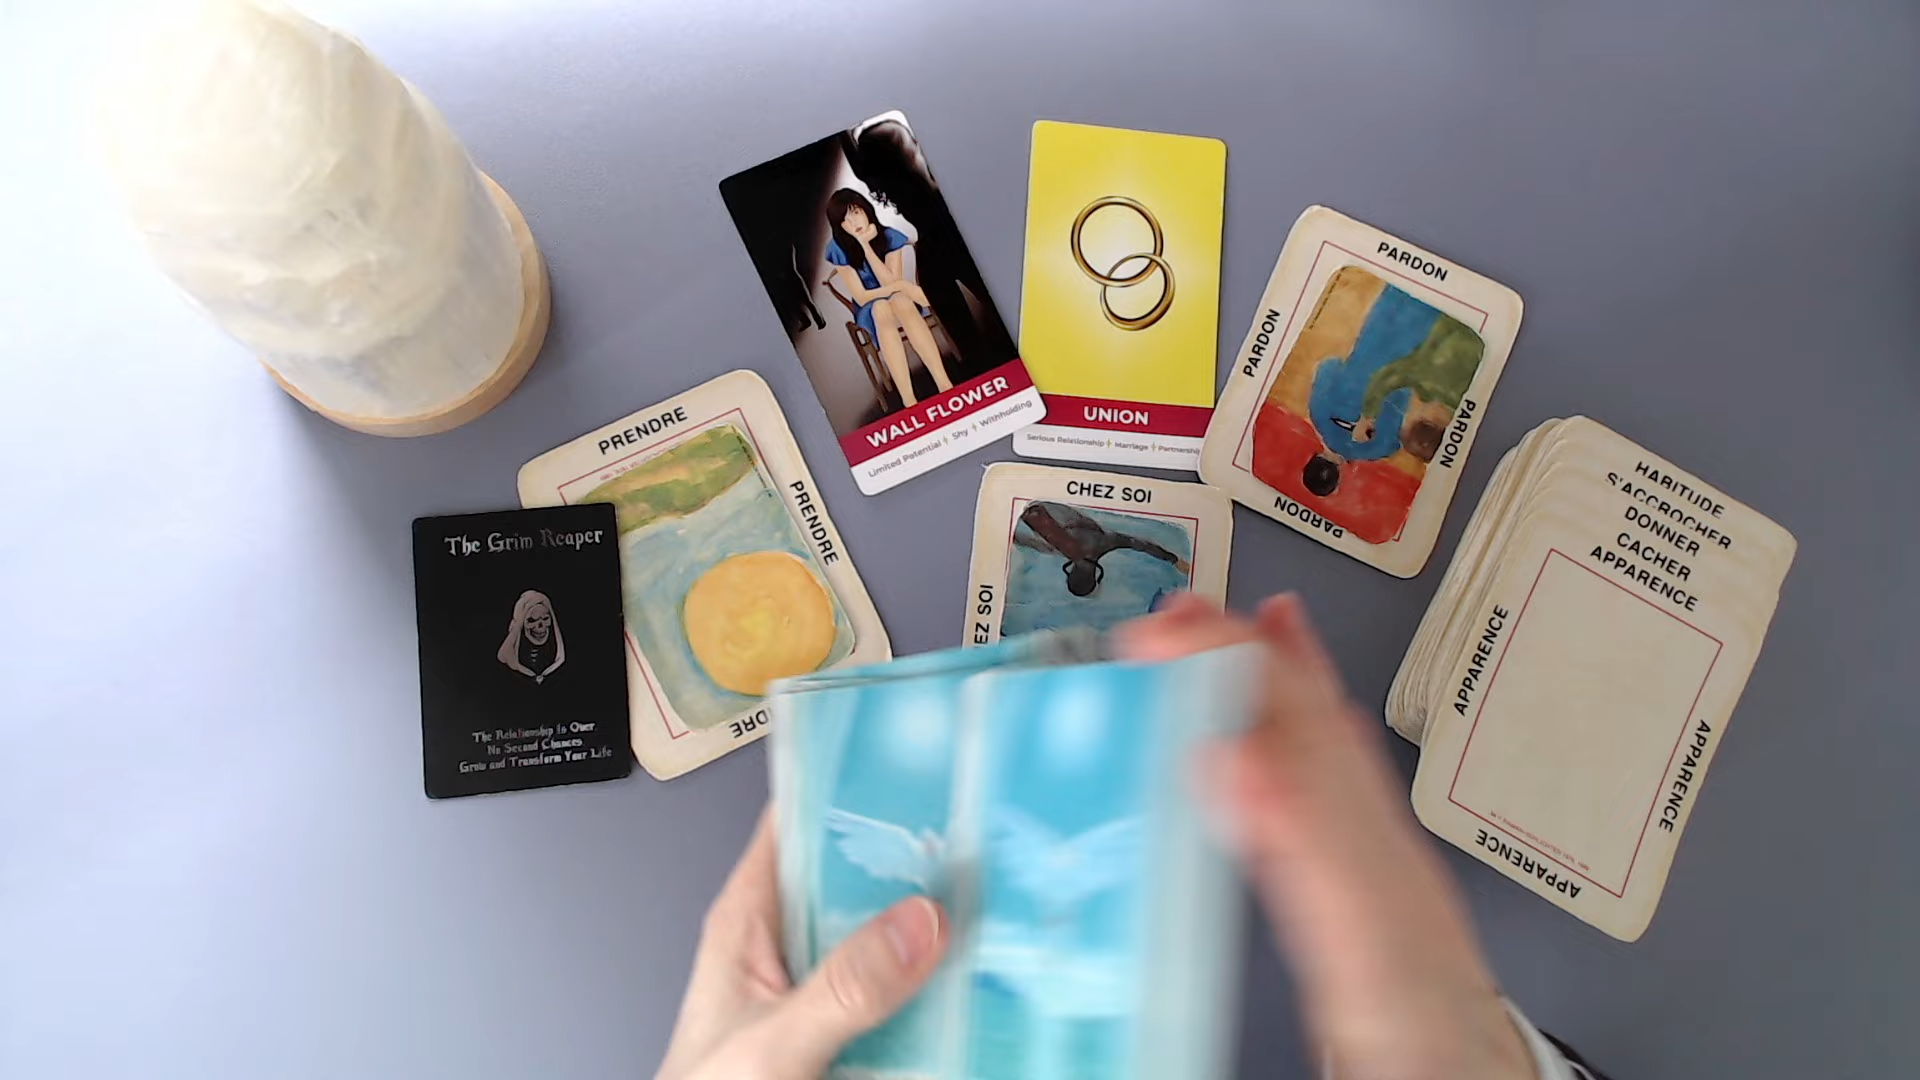 WALL FLOWER
Limited Potential Shy Withholding
UNION
Serious Relationship Marriage Partnership
PARDON
PARDON
PARDON
PARDON
PRENDRE
PRENDRE
CHEZ SOI
The Grim Reaper
The Relationship Is Over
No Second Chances
Grow and Transform Your Life
HABITUDE
S'ACCROCHER
DONNER
CACHER
APPARENCE
APPARENCE
APPARENCE
APPARENCE